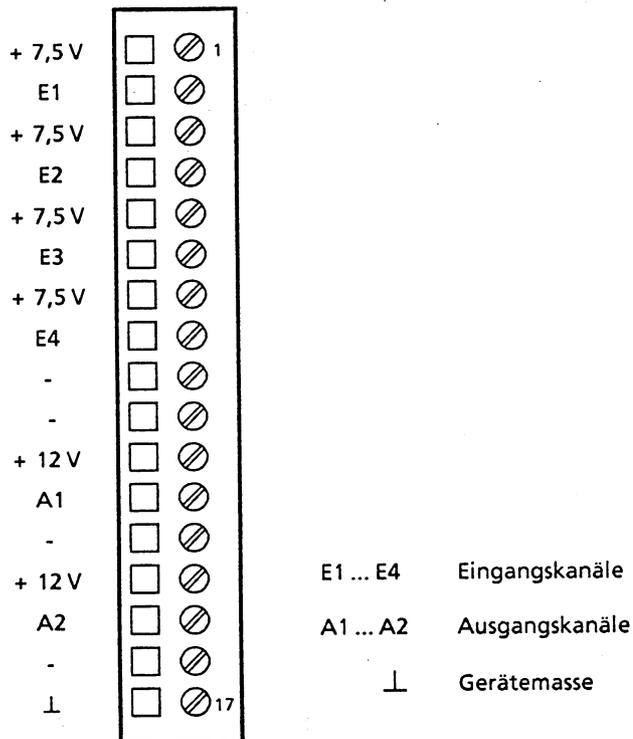 + 7,5 V 1
E1
+ 7,5 V
E2
+ 7,5 V
E3
+ 7,5 V
E4
-
-
+ 12 V
A1
-
+ 12 V
A2
-
⊥ 17
E1 ... E4 Eingangskanäle
A1 ... A2 Ausgangskanäle
⊥ Gerätemasse